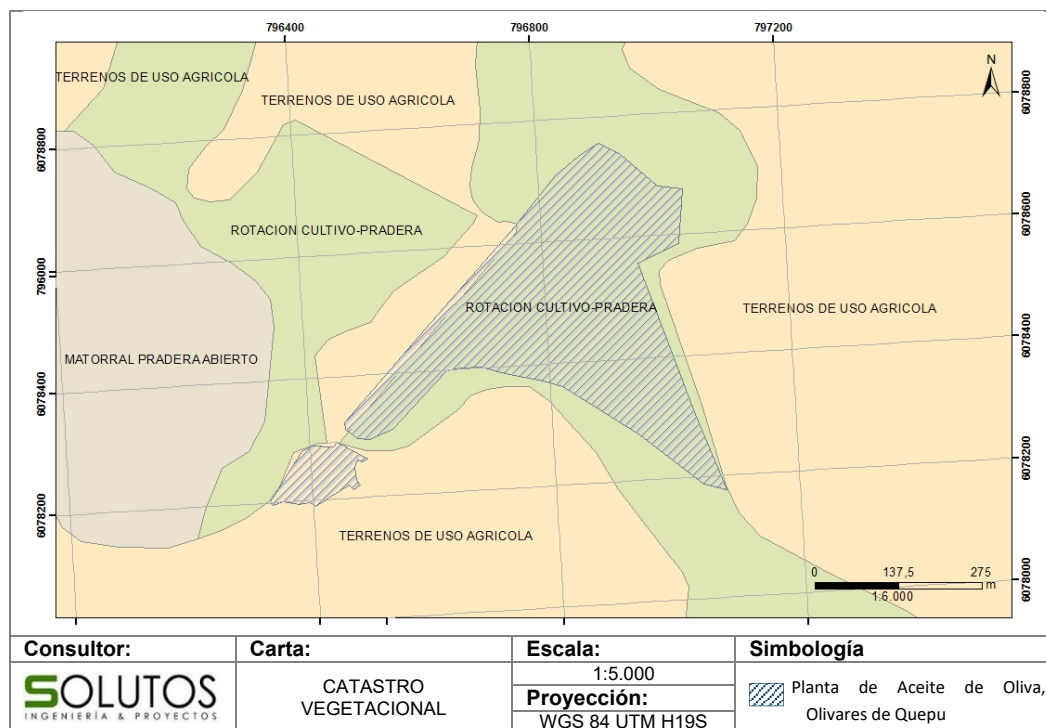 796400 796800 797200
N
TERRENOS DE USO AGRICOLA
TERRENOS DE USO AGRICOLA
6078800
6078800
ROTACION CULTIVO-PRADERA
6078600
796000
ROTACION CULTIVO-PRADERA
TERRENOS DE USO AGRICOLA
6078400
MATORRAL PRADERA ABIERTO
6078400
6078200
6078200
TERRENOS DE USO AGRICOLA
0 137,5 275
m
1:6.000
6078000
Consultor: Carta: Escala: Simbología
SOLUTOS
INGENIERÍA & PROYECTOS
CATASTRO
VEGETACIONAL
1:5.000
Proyección:
WGS 84 UTM H19S
Planta de Aceite de Oliva,
Olivares de Quepu